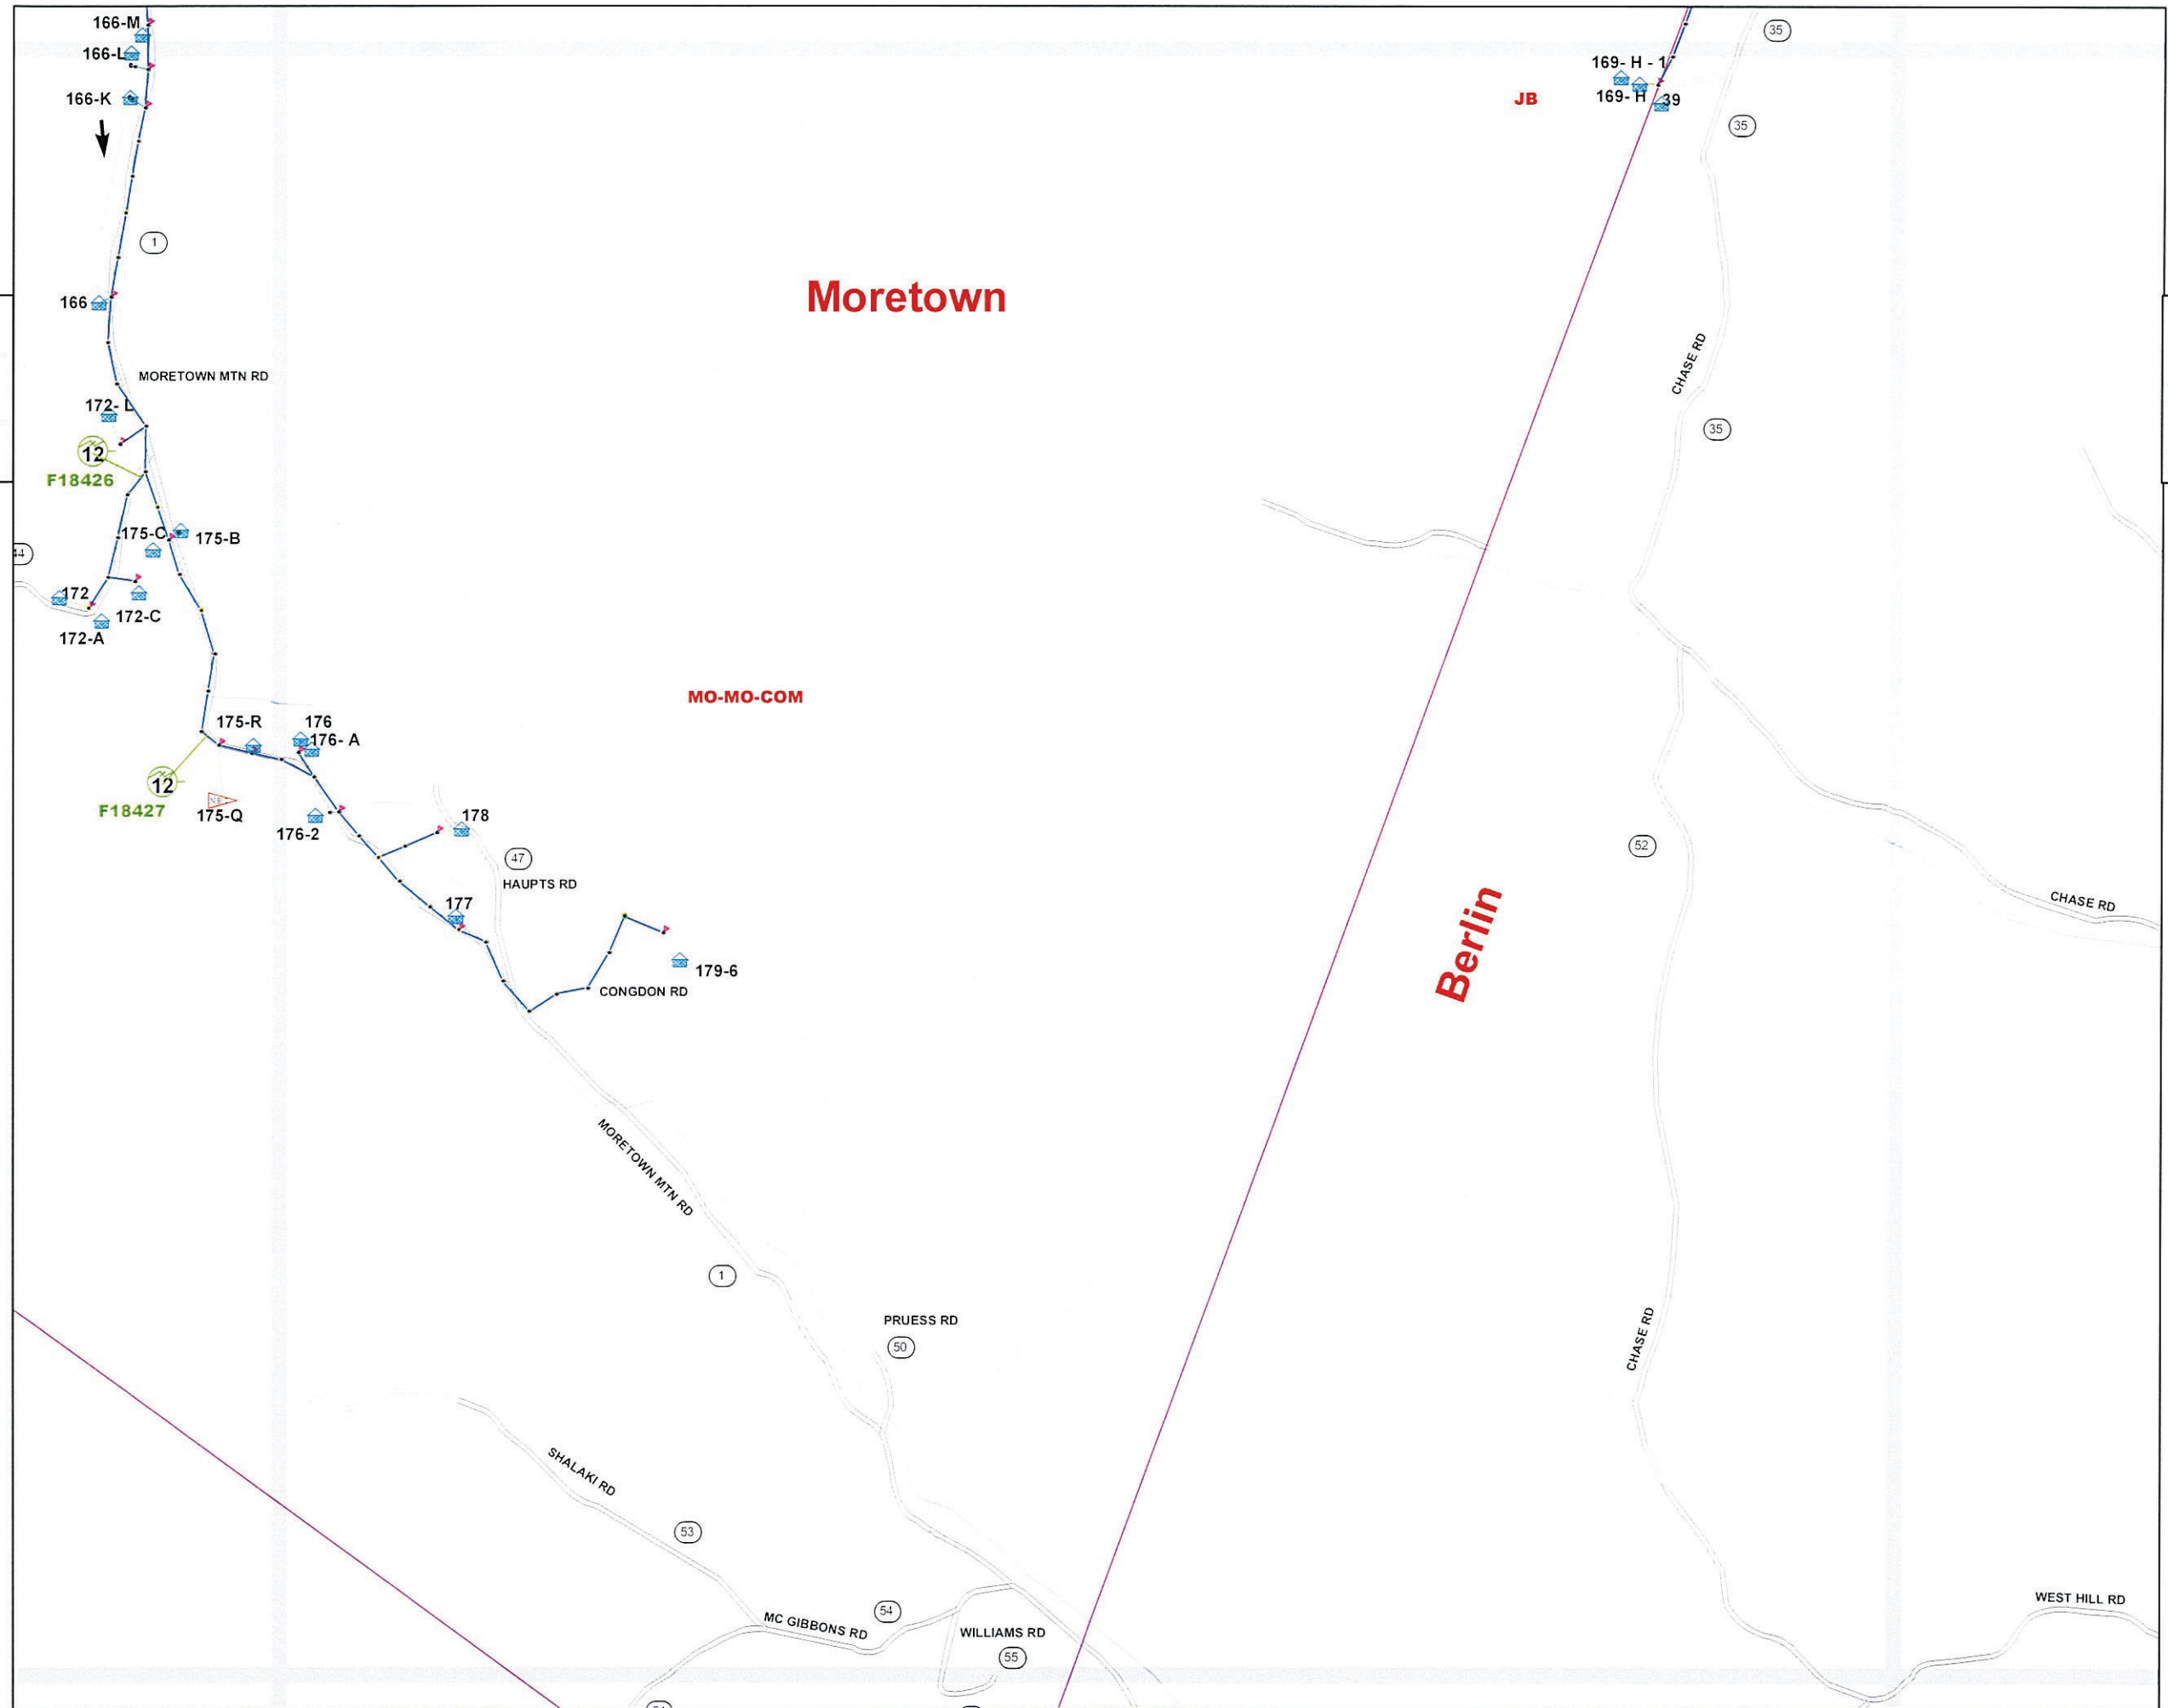 166-M
35
166-L
169- H - 1
166-K
JB
169- H
39
35
1
Moretown
166
CHASE RD
MORETOWN MTN RD
172- L
35
12
F18426
175-C
175-B
44
172
172-C
172-A
MO-MO-COM
175-R
176
176- A
12
F18427
175-Q
176-2
178
52
47
HAUPTS RD
177
CHASE RD
Berlin
179-6
CONGDON RD
MORETOWN MTN RD
1
PRUESS RD
50
CHASE RD
SHALAKI RD
53
WEST HILL RD
54
MC GIBBONS RD
WILLIAMS RD
55